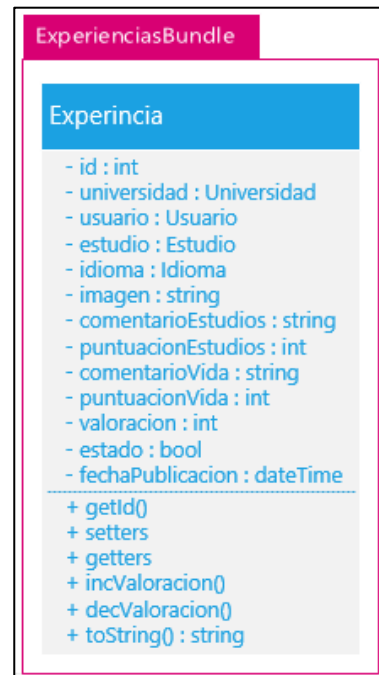 ExperienciasBundle
Experincia
- id : int
- universidad : Universidad
- usuario : Usuario
- estudio : Estudio
- idioma : Idioma
- imagen : string
- comentarioEstudios : string
- puntuacionEstudios : int
- comentarioVida : string
- puntuacionVida : int
- valoracion : int
- estado : bool
- fechaPublicacion : dateTime
+ getId()
+ setters
+ getters
+ incValoracion()
+ decValoracion()
+ toString() : string